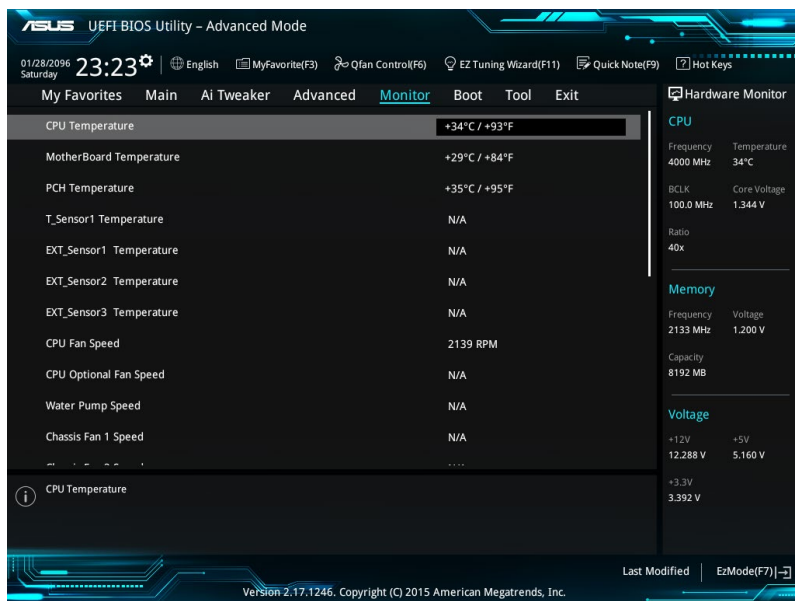 ASUS UEFI BIOS Utility – Advanced Mode
01/28/2096
Saturday
23:23
English
MyFavorite(F3)
Qfan Control(F6)
EZ Tuning Wizard(F11)
Quick Note(F9)
? Hot Keys
My Favorites
Main
Ai Tweaker
Advanced
Monitor
Boot
Tool
Exit
CPU Temperature +34°C / +93°F
MotherBoard Temperature +29°C / +84°F
PCH Temperature +35°C / +95°F
T_Sensor1 Temperature N/A
EXT_Sensor1 Temperature N/A
EXT_Sensor2 Temperature N/A
EXT_Sensor3 Temperature N/A
CPU Fan Speed 2139 RPM
CPU Optional Fan Speed N/A
Water Pump Speed N/A
Chassis Fan 1 Speed N/A
i CPU Temperature
Hardware Monitor
CPU
Frequency Temperature
4000 MHz 34°C
BCLK Core Voltage
100.0 MHz 1.344 V
Ratio
40x
Memory
Frequency Voltage
2133 MHz 1.200 V
Capacity
8192 MB
Voltage
+12V +5V
12.288 V 5.160 V
+3.3V
3.392 V
Last Modified
EzMode(F7)
Version 2.17.1246. Copyright (C) 2015 American Megatrends, Inc.